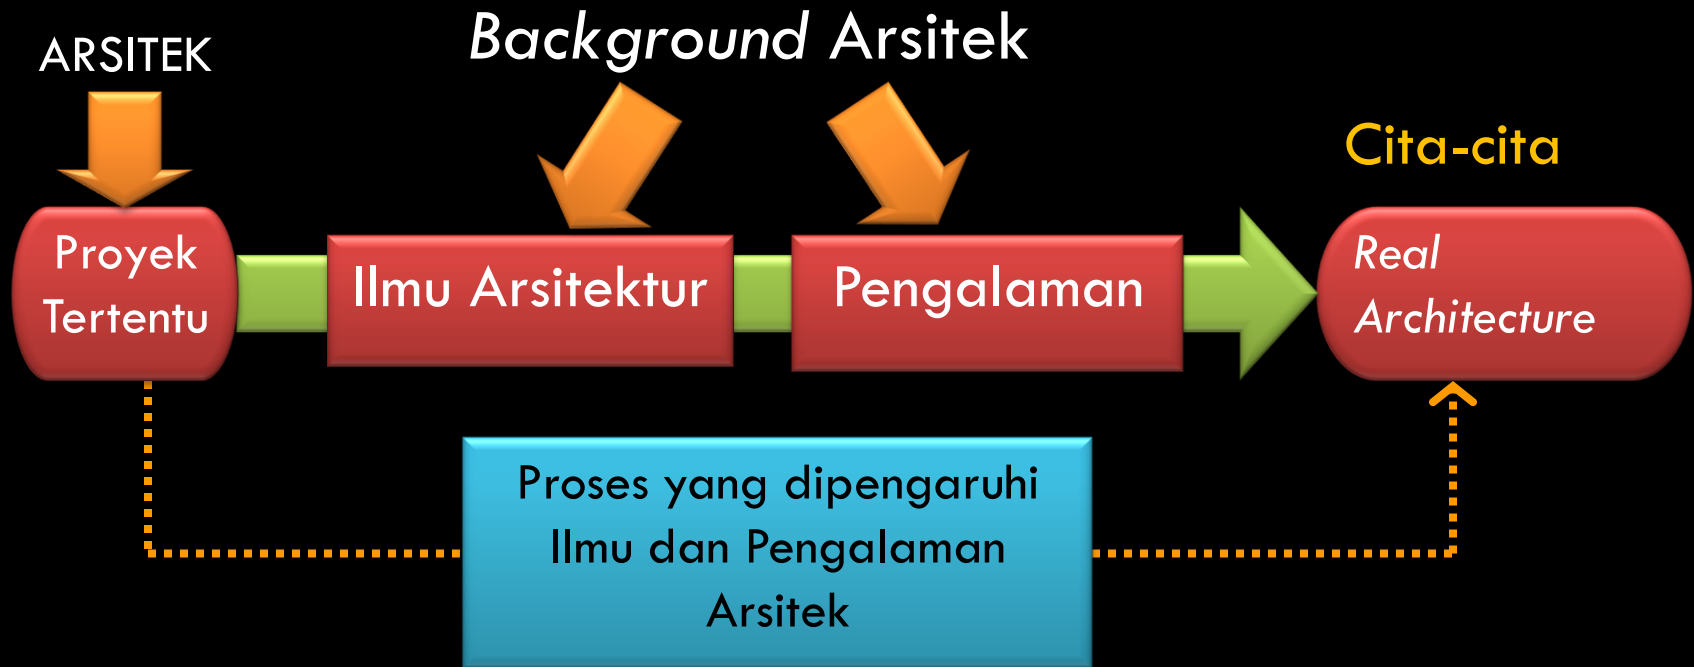 ARSITEK
Background Arsitek
Cita-cita
Proyek
Tertentu
Ilmu Arsitektur
Pengalaman
Real
Architecture
Proses yang dipengaruhi
Ilmu dan Pengalaman
Arsitek